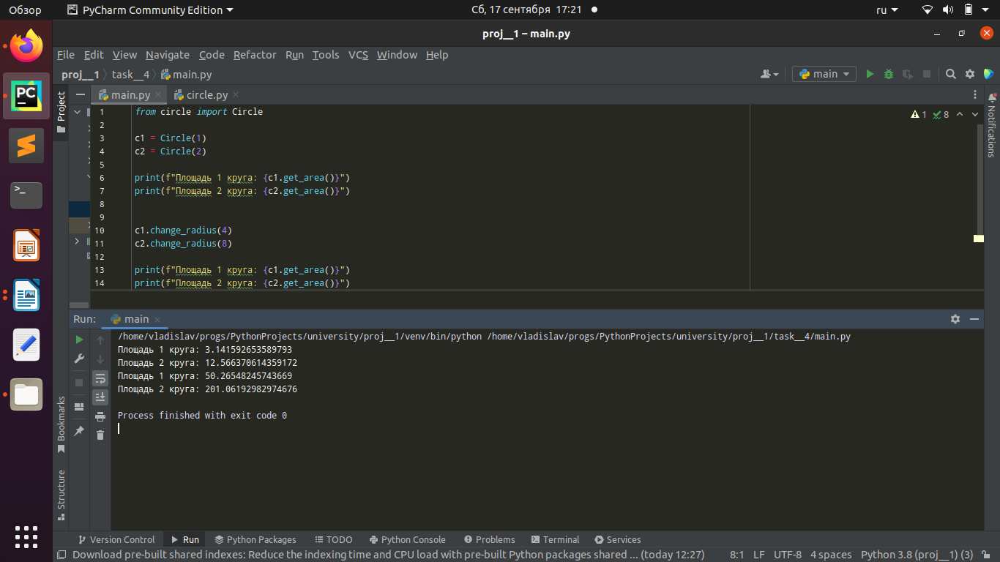 Обзор
PyCharm Community Edition
Сб, 17 сентября 17:21
ru
proj__1 – main.py
File Edit View Navigate Code Refactor Run Tools VCS Window Help
proj__1 task__4 main.py
main
Project
main.py
circle.py
1 from circle import Circle
2
3 c1 = Circle(1)
4 c2 = Circle(2)
5
6 print(f"Площадь 1 круга: {c1.get_area()}")
7 print(f"Площадь 2 круга: {c2.get_area()}")
8
9
10 c1.change_radius(4)
11 c2.change_radius(8)
12
13 print(f"Площадь 1 круга: {c1.get_area()}")
14 print(f"Площадь 2 круга: {c2.get_area()}")
1 8
Notifications
Run: main
/home/vladislav/progs/PythonProjects/university/proj__1/venv/bin/python /home/vladislav/progs/PythonProjects/university/proj__1/task__4/main.py
Площадь 1 круга: 3.141592653589793
Площадь 2 круга: 12.566370614359172
Площадь 1 круга: 50.26548245743669
Площадь 2 круга: 201.06192982974676
Process finished with exit code 0
Bookmarks
Structure
Version Control Run Python Packages TODO Python Console Problems Terminal Services
Download pre-built shared indexes: Reduce the indexing time and CPU load with pre-built Python packages shared ... (today 12:27)
8:1 LF UTF-8 4 spaces Python 3.8 (proj__1) (3)